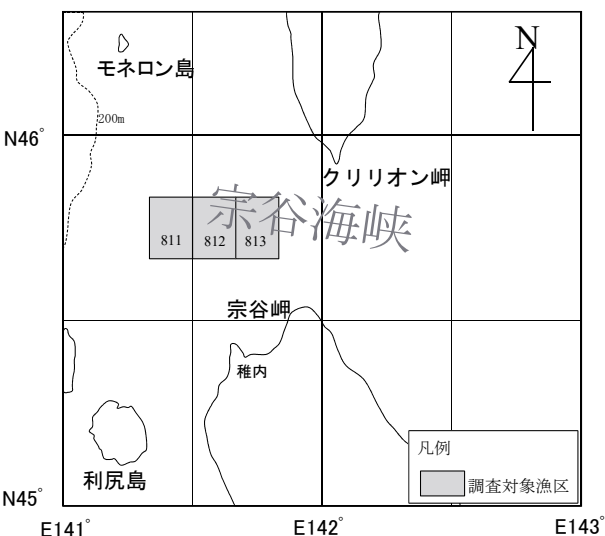 N
モネロン島
200m
N46°
クリリオン岬
宗谷海峡
811 812 813
宗谷岬
稚内
利尻島
凡例
調査対象漁区
N45°
E141° E142° E143°